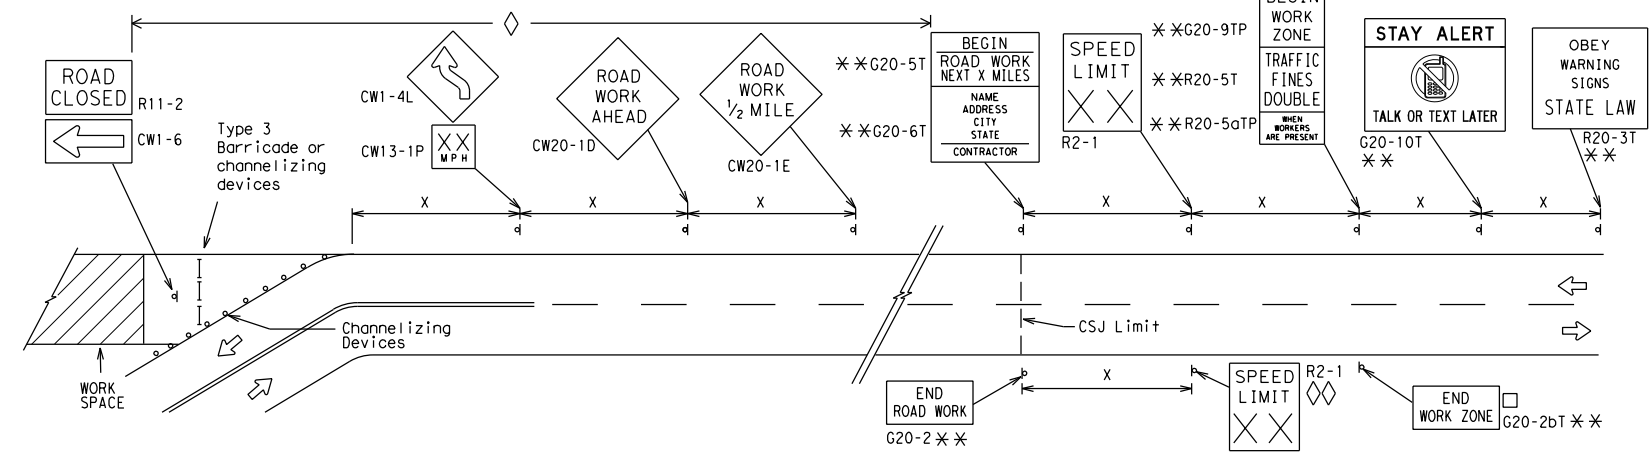 ROAD
CLOSED
R11-2
CW1-6
Type 3
Barricade or
channelizing
devices
CW1-4L
XX
MPH
CW13-1P
ROAD
WORK
AHEAD
CW20-1D
ROAD
WORK
1/2 MILE
CW20-1E
**G20-5T
BEGIN
ROAD WORK
NEXT X MILES
**G20-6T
NAME
ADDRESS
CITY
STATE
CONTRACTOR
SPEED
LIMIT
XX
R2-1
**G20-9TP
BEGIN
WORK
ZONE
**R20-5T
TRAFFIC
FINES
DOUBLE
**R20-5aTP
WHEN
WORKERS
ARE PRESENT
STAY ALERT
TALK OR TEXT LATER
G20-10T
**
OBEY
WARNING
SIGNS
STATE LAW
R20-3T
**
X
X
X
X
X
X
X
Channelizing
Devices
WORK
SPACE
CSJ Limit
END
ROAD WORK
G20-2**
X
SPEED
LIMIT
XX
R2-1
END
WORK ZONE
G20-2bT**